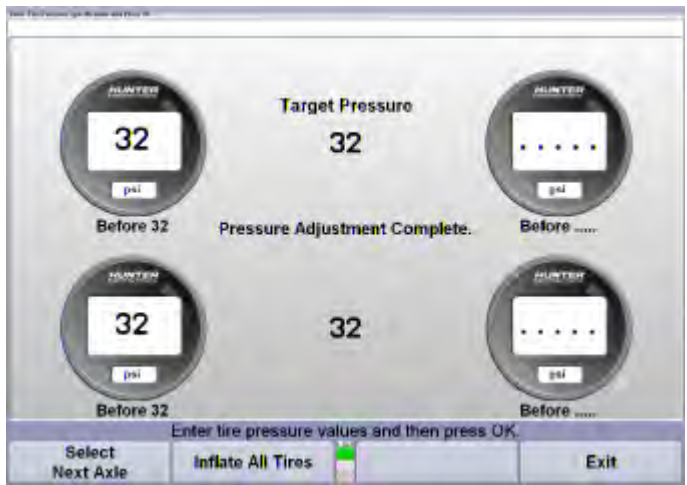 HUNTER
HUNTER
Target Pressure
32
32
. . . . .
psi
psi
Before 32
Before .....
Pressure Adjustment Complete.
HUNTER
HUNTER
32
32
. . . . .
psi
psi
Before 32
Before .....
Enter tire pressure values and then press OK.
Select
Next Axle
Inflate All Tires
Exit